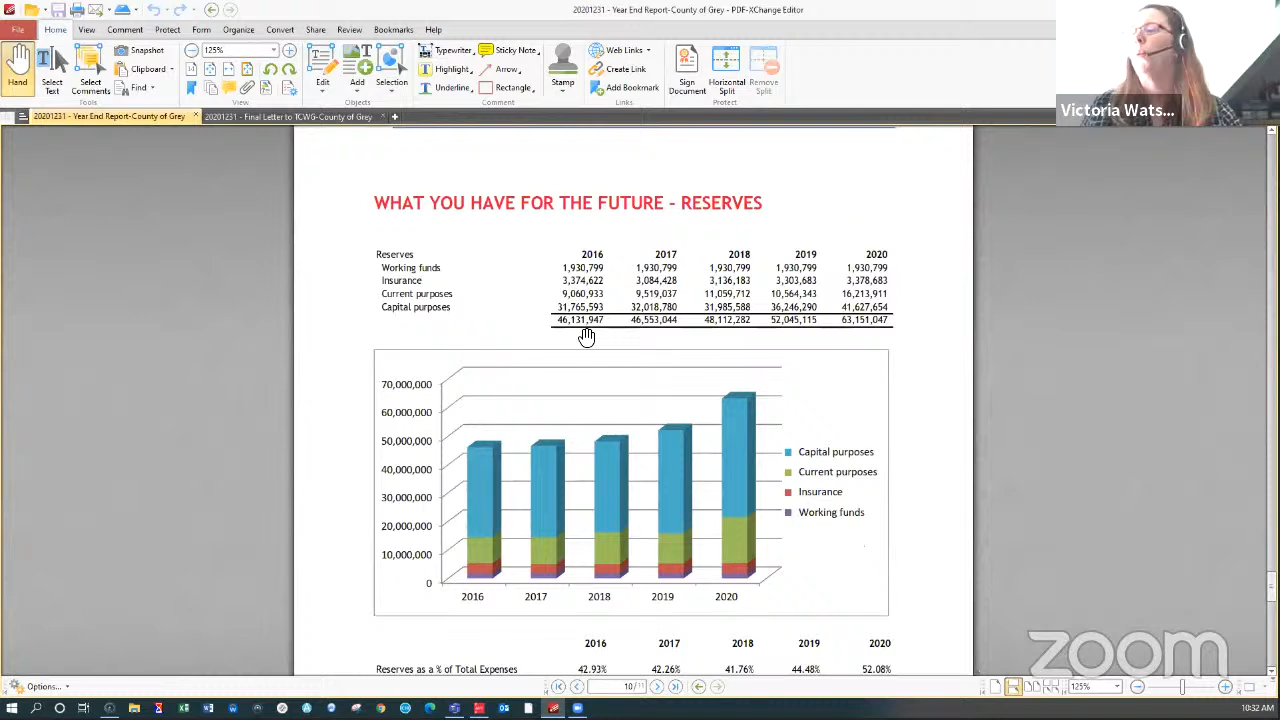 20201231 - Year End Report-County of Grey - PDF-XChange Editor
File Home View Comment Protect Form Organize Convert Share Review Bookmarks Help
Hand
Select Text
Select Comments
Snapshot
Clipboard
Find
Tools
125%
View
Edit
Add
Selection
Objects
Typewriter
Highlight
Underline
Sticky Note
Arrow
Rectangle
Stamp
Comment
Web Links
Create Link
Add Bookmark
Links
Sign Document
Horizontal Split
Remove Split
Protect
Victoria Wats...
20201231 - Year End Report-County of Grey × 20201231 - Final Letter to TCWG-County of Grey ×
WHAT YOU HAVE FOR THE FUTURE - RESERVES
Reserves 2016 2017 2018 2019 2020
Working funds 1,930,799 1,930,799 1,930,799 1,930,799 1,930,799
Insurance 3,374,622 3,084,428 3,136,183 3,303,683 3,378,683
Current purposes 9,060,933 9,519,037 11,059,712 10,564,343 16,213,911
Capital purposes 31,765,593 32,018,780 31,985,588 36,246,290 41,627,654
46,131,947 46,553,044 48,112,282 52,045,115 63,151,047
70,000,000
60,000,000
50,000,000
40,000,000
30,000,000
20,000,000
10,000,000
0
2016 2017 2018 2019 2020
Capital purposes
Current purposes
Insurance
Working funds
2016 2017 2018 2019 2020
Reserves as a % of Total Expenses 42.93% 42.26% 41.76% 44.48% 52.08%
zoom
Options...
10 / 11
125%
10:32 AM